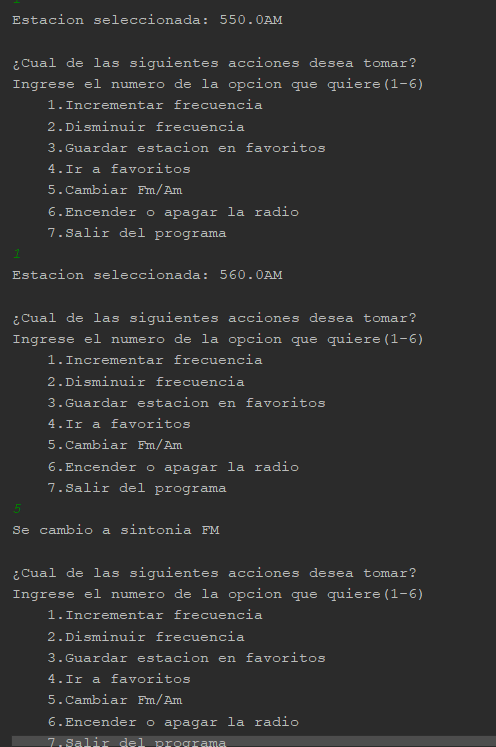 1
Estacion seleccionada: 550.0AM
¿Cual de las siguientes acciones desea tomar?
Ingrese el numero de la opcion que quiere(1-6)
1.Incrementar frecuencia
2.Disminuir frecuencia
3.Guardar estacion en favoritos
4.Ir a favoritos
5.Cambiar Fm/Am
6.Encender o apagar la radio
7.Salir del programa
1
Estacion seleccionada: 560.0AM
¿Cual de las siguientes acciones desea tomar?
Ingrese el numero de la opcion que quiere(1-6)
1.Incrementar frecuencia
2.Disminuir frecuencia
3.Guardar estacion en favoritos
4.Ir a favoritos
5.Cambiar Fm/Am
6.Encender o apagar la radio
7.Salir del programa
5
Se cambio a sintonia FM
¿Cual de las siguientes acciones desea tomar?
Ingrese el numero de la opcion que quiere(1-6)
1.Incrementar frecuencia
2.Disminuir frecuencia
3.Guardar estacion en favoritos
4.Ir a favoritos
5.Cambiar Fm/Am
6.Encender o apagar la radio
7.Salir del programa